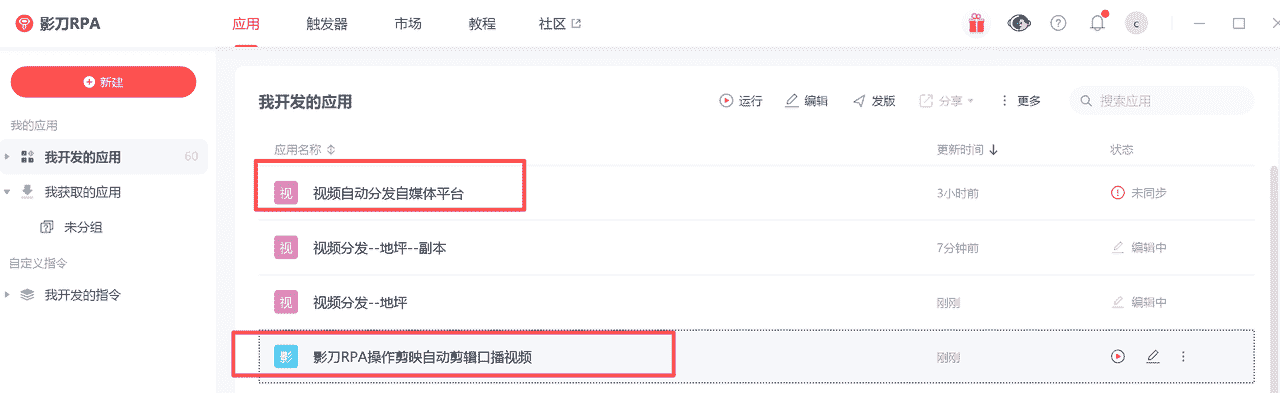 影刀RPA 应用 触发器 市场 教程 社区 c
新建
我开发的应用 运行 编辑 发版 分享 更多 搜索应用
我的应用
应用名称 更新时间 状态
我开发的应用 60
我获取的应用
视频自动分发自媒体平台 3小时前 未同步
未分组
视频分发--地坪--副本 7分钟前 编辑中
自定义指令
我开发的指令
视频分发--地坪 刚刚 编辑中
影 影刀RPA操作剪映自动剪辑口播视频 刚刚
视
视
视